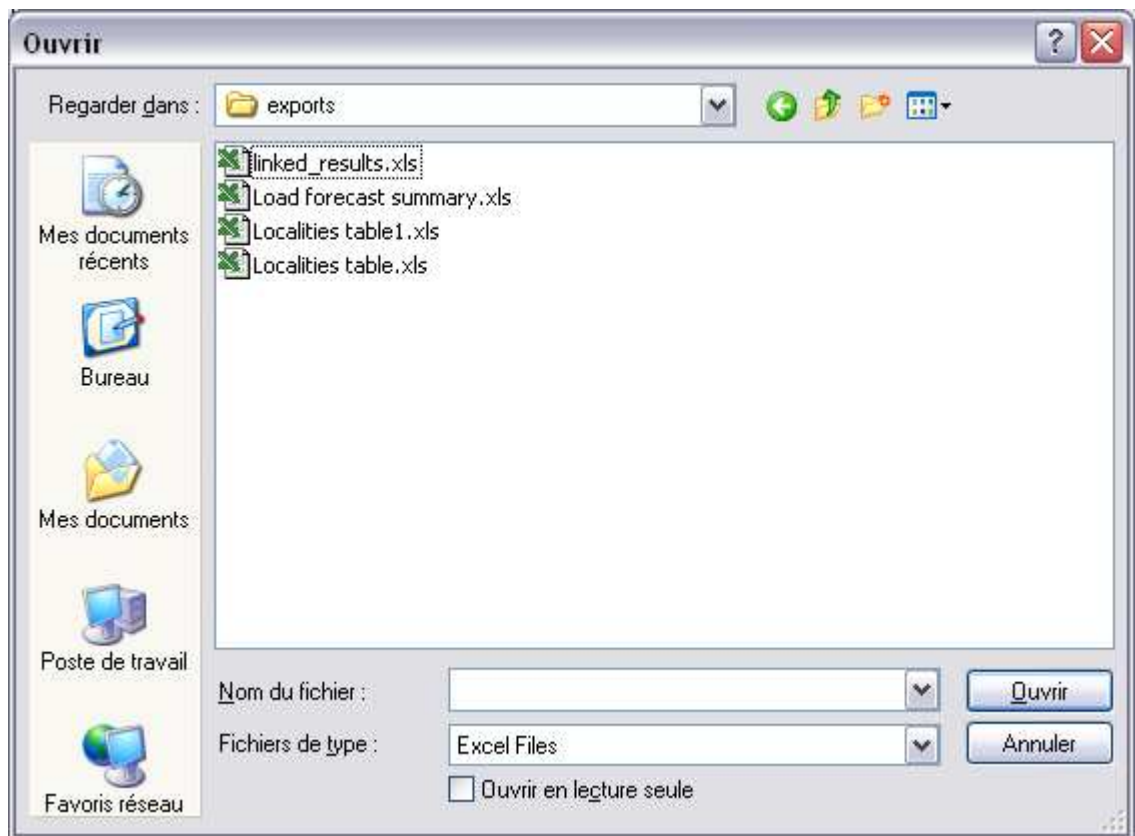 Ouvrir
Regarder dans : exports
linked_results.xls
Load forecast summary.xls
Localities table1.xls
Localities table.xls
Mes documents
récents
Bureau
Mes documents
Poste de travail
Favoris réseau
Nom du fichier :
Ouvrir
Fichiers de type : Excel Files
Annuler
Ouvrir en lecture seule